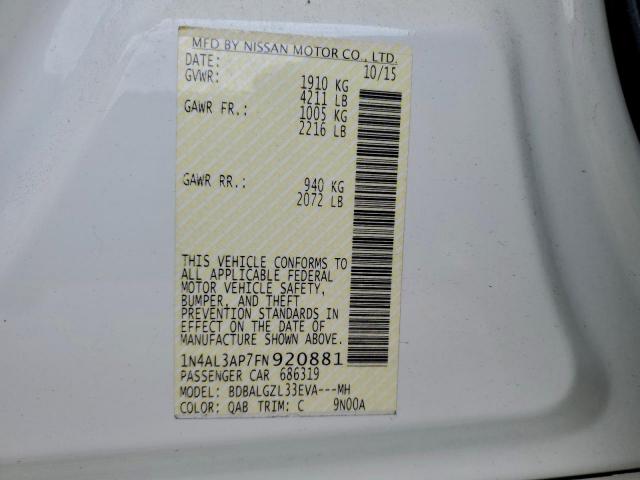 MFD BY NISSAN MOTOR CO., LTD.
DATE: 10/15
GVWR: 1910 KG
4211 LB
GAWR FR.: 1005 KG
2216 LB
GAWR RR.: 940 KG
2072 LB
THIS VEHICLE CONFORMS TO
ALL APPLICABLE FEDERAL
MOTOR VEHICLE SAFETY,
BUMPER, AND THEFT
PREVENTION STANDARDS IN
EFFECT ON THE DATE OF
MANUFACTURE SHOWN ABOVE.
1N4AL3AP7FN920881
PASSENGER CAR 686319
MODEL: BDBALGZL33EVA---MH
COLOR: QAB TRIM: C 9N00A